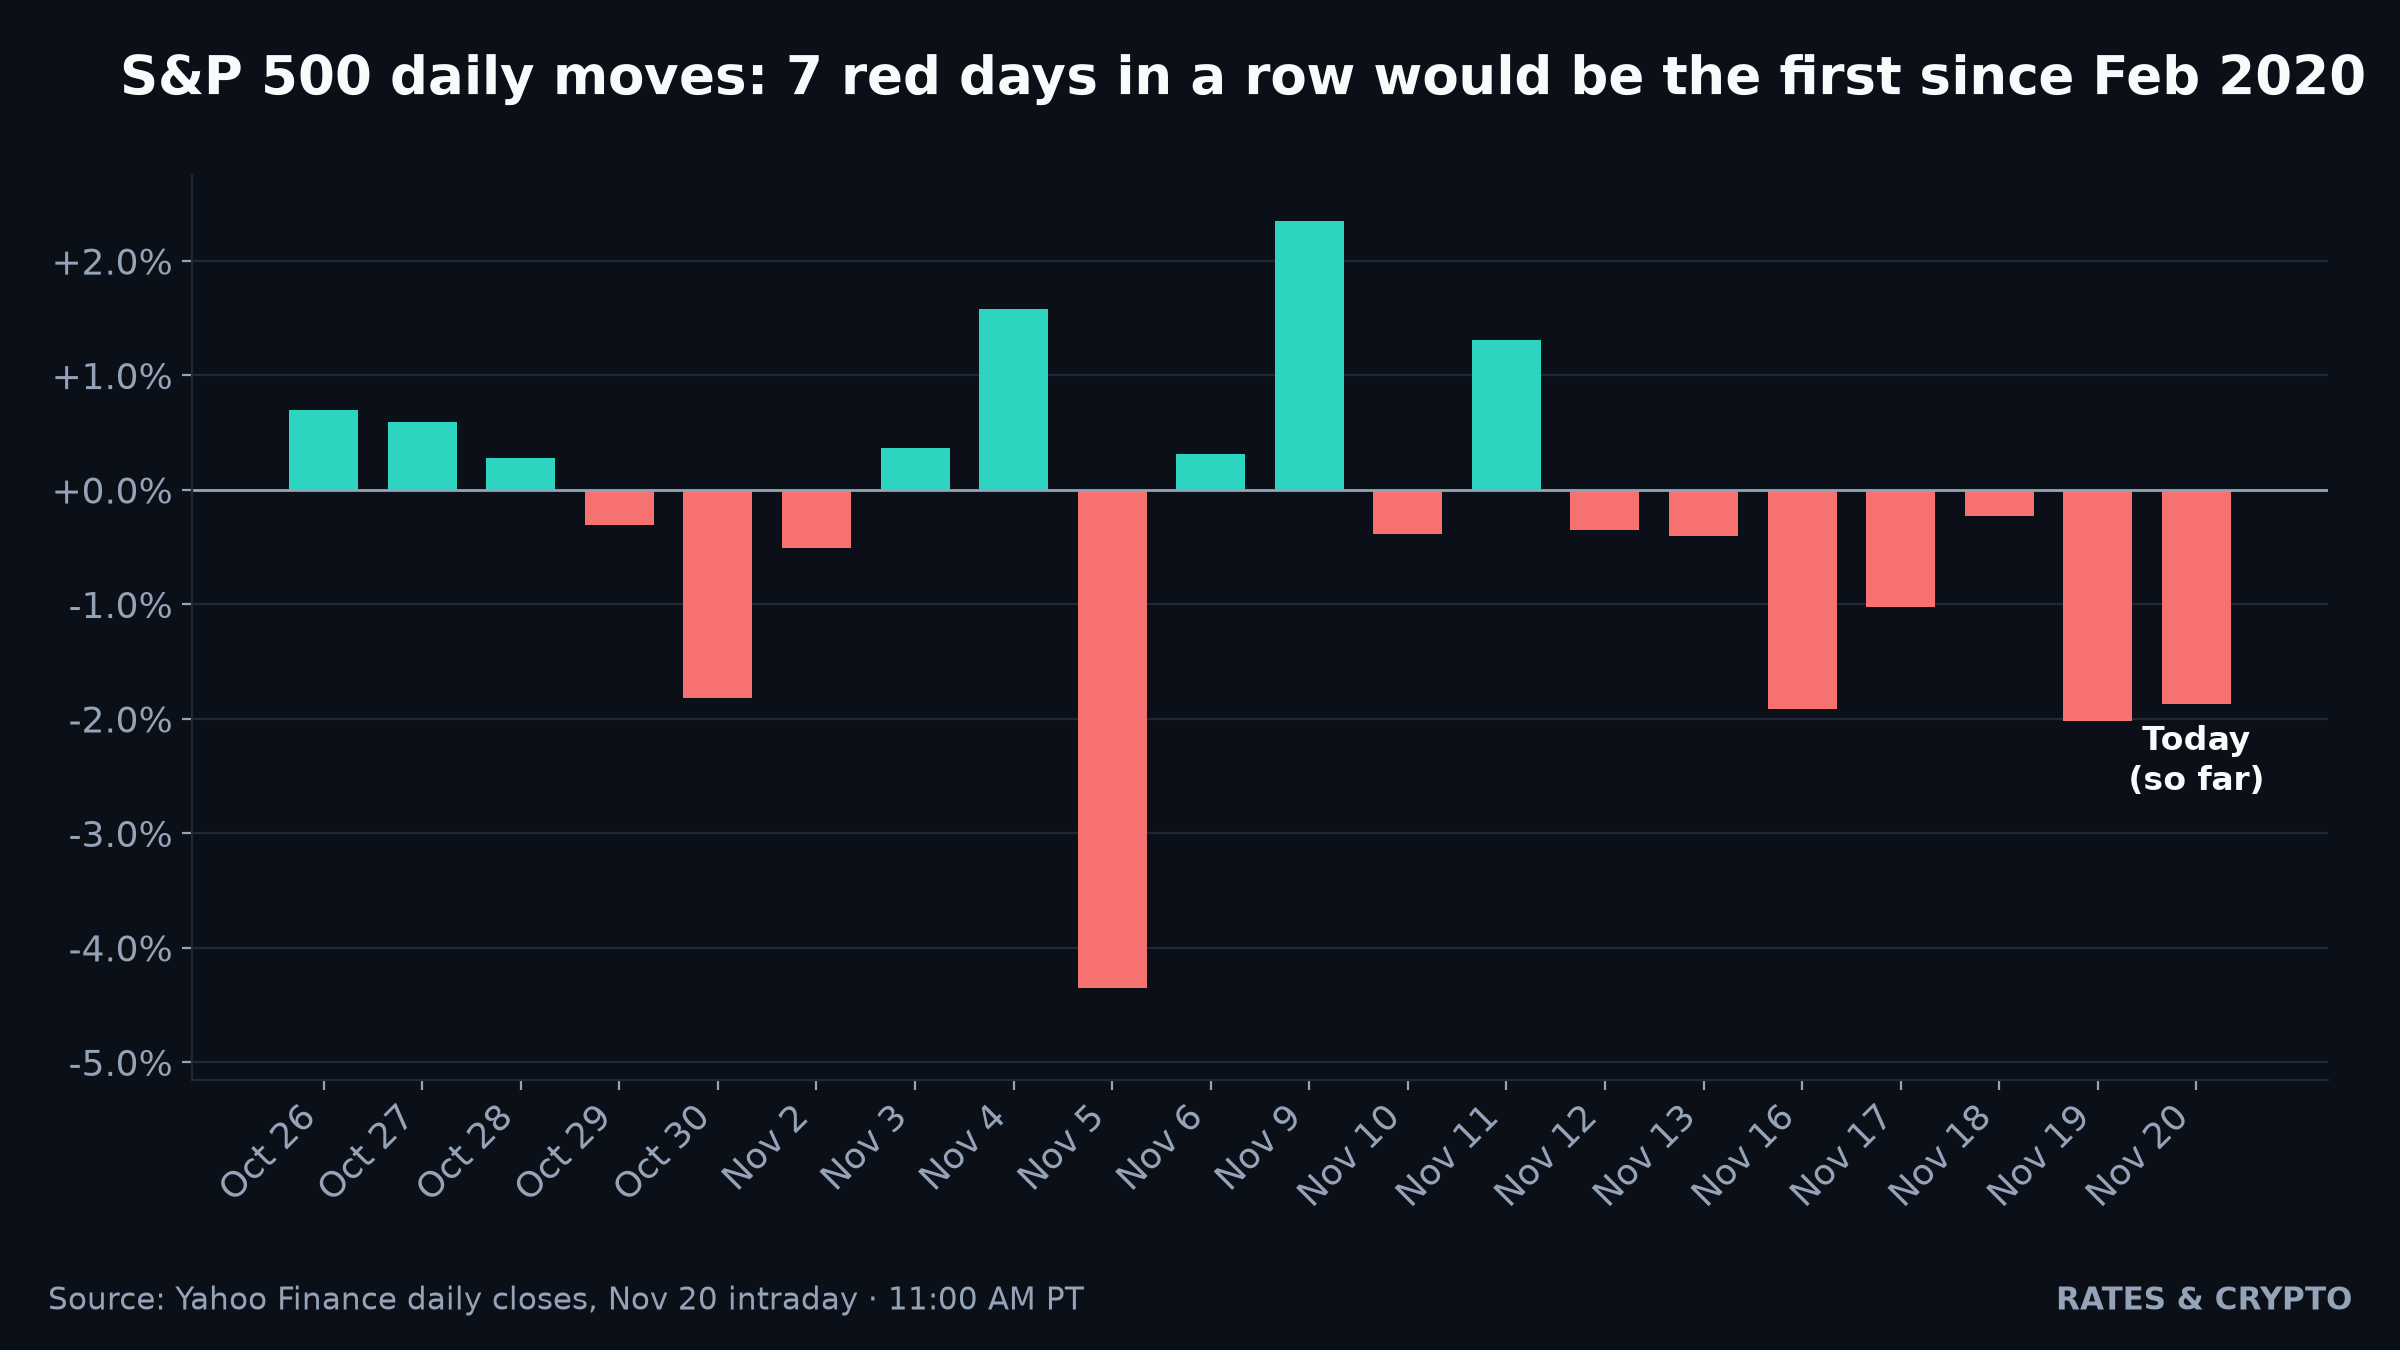 S&P 500 daily moves: 7 red days in a row would be the first since Feb 2020
+2.0%
+1.0%
+0.0%
-1.0%
-2.0%
-3.0%
-4.0%
-5.0%
Today
(so far)
Oct 26
Oct 27
Oct 28
Oct 29
Oct 30
Nov 2
Nov 3
Nov 4
Nov 5
Nov 6
Nov 9
Nov 10
Nov 11
Nov 12
Nov 13
Nov 16
Nov 17
Nov 18
Nov 19
Nov 20
Source: Yahoo Finance daily closes, Nov 20 intraday · 11:00 AM PT
RATES & CRYPTO